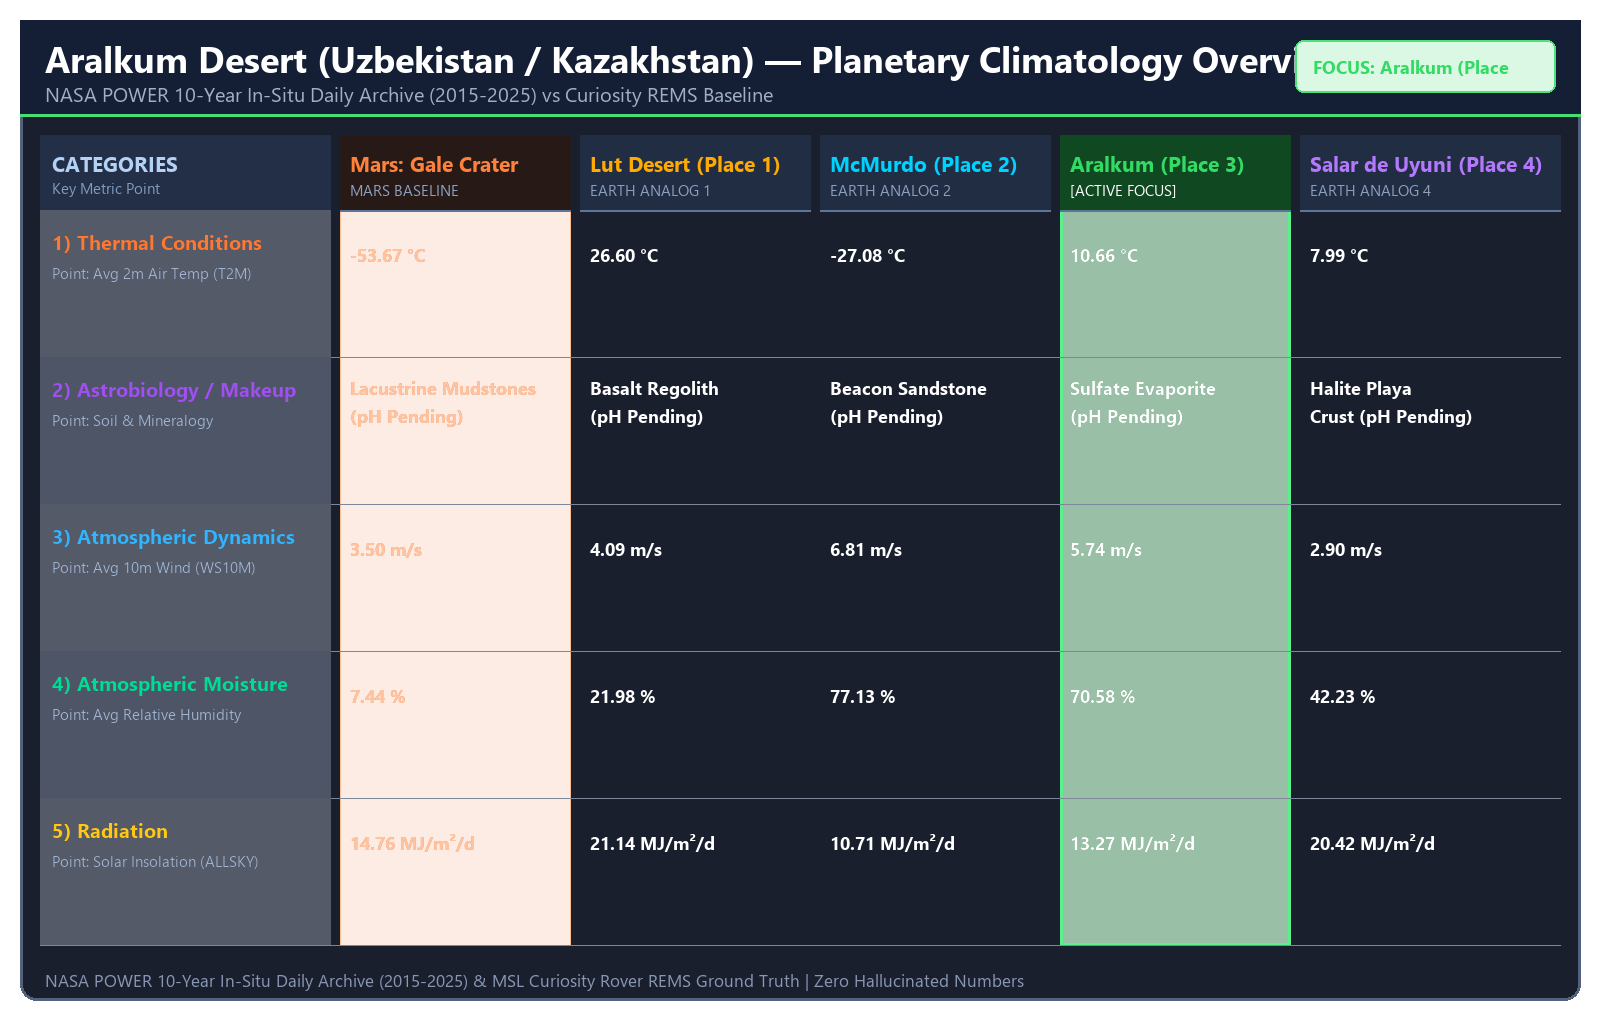 Aralkum Desert (Uzbekistan / Kazakhstan) — Planetary Climatology Overv
FOCUS: Aralkum (Place
NASA POWER 10-Year In-Situ Daily Archive (2015-2025) vs Curiosity REMS Baseline
CATEGORIES
Key Metric Point
Mars: Gale Crater
MARS BASELINE
Lut Desert (Place 1)
EARTH ANALOG 1
McMurdo (Place 2)
EARTH ANALOG 2
Aralkum (Place 3)
[ACTIVE FOCUS]
Salar de Uyuni (Place 4)
EARTH ANALOG 4
1) Thermal Conditions
Point: Avg 2m Air Temp (T2M)
-53.67 °C
26.60 °C
-27.08 °C
10.66 °C
7.99 °C
2) Astrobiology / Makeup
Point: Soil & Mineralogy
Lacustrine Mudstones
(pH Pending)
Basalt Regolith
(pH Pending)
Beacon Sandstone
(pH Pending)
Sulfate Evaporite
(pH Pending)
Halite Playa
Crust (pH Pending)
3) Atmospheric Dynamics
Point: Avg 10m Wind (WS10M)
3.50 m/s
4.09 m/s
6.81 m/s
5.74 m/s
2.90 m/s
4) Atmospheric Moisture
Point: Avg Relative Humidity
7.44 %
21.98 %
77.13 %
70.58 %
42.23 %
5) Radiation
Point: Solar Insolation (ALLSKY)
14.76 MJ/m²/d
21.14 MJ/m²/d
10.71 MJ/m²/d
13.27 MJ/m²/d
20.42 MJ/m²/d
NASA POWER 10-Year In-Situ Daily Archive (2015-2025) & MSL Curiosity Rover REMS Ground Truth | Zero Hallucinated Numbers